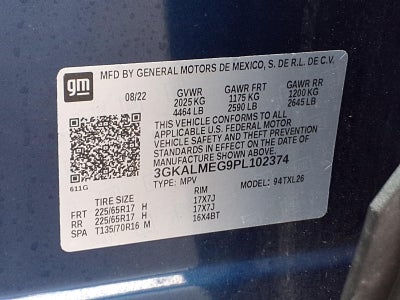 gm
MFD BY GENERAL MOTORS DE MEXICO, S. DE R.L. DE C.V.
08/22 GVWR GAWR FRT GAWR RR
2025 KG 1175 KG 1200 KG
4464 LB 2590 LB 2645 LB
THIS VEHICLE CONFORMS TO ALL
APPLICABLE U.S. FEDERAL MOTOR
VEHICLE SAFETY AND THEFT PREVENTION
STANDARDS IN EFFECT ON THE DATE OF
MANUFACTURE SHOWN ABOVE.
3GKALMEG9PL102374
611G TYPE: MPV MODEL: 94TXL26
TIRE SIZE RIM
FRT 225/65R17 H 17X7J
RR 225/65R17 H 17X7J
SPA T135/70R16 M 16X4BT